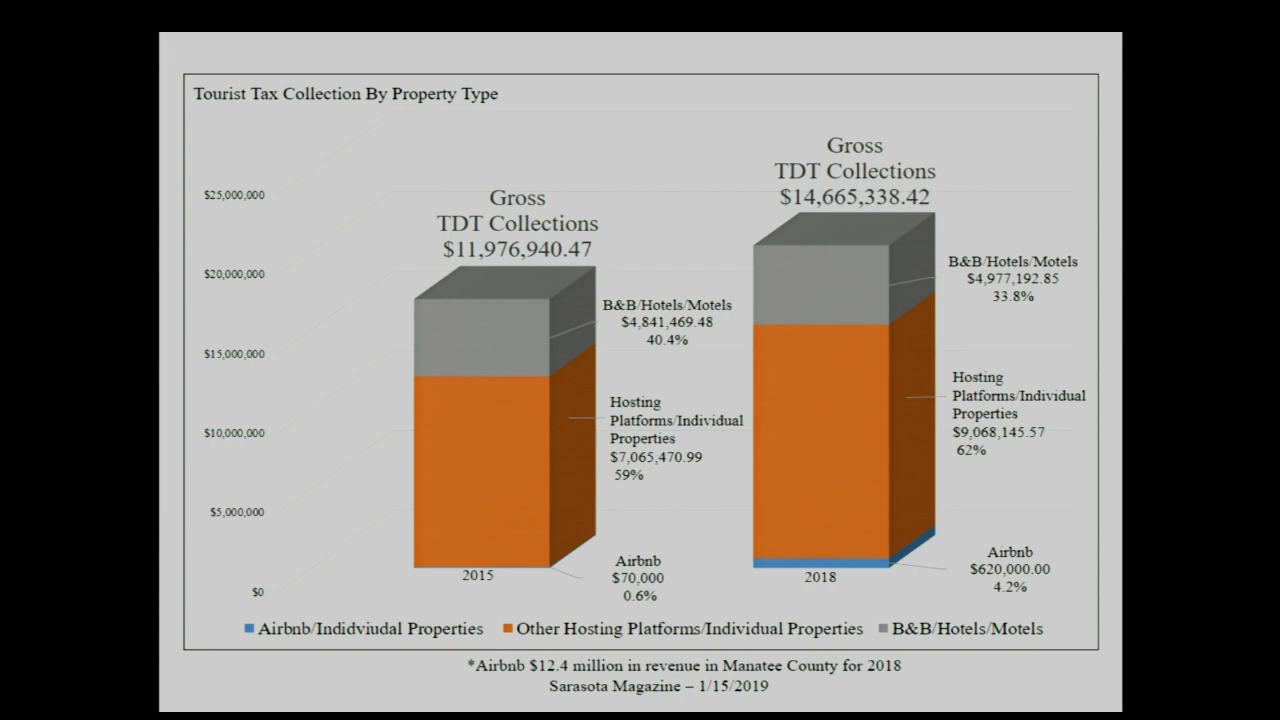 Tourist Tax Collection By Property Type
Gross
TDT Collections
$14,665,338.42
Gross
TDT Collections
$11,976,940.47
$25,000,000
$20,000,000
$15,000,000
$10,000,000
$5,000,000
$0
B&B/Hotels/Motels
$4,841,469.48
40.4%
Hosting
Platforms/Individual
Properties
$7,065,470.99
59%
Airbnb
$70,000
0.6%
2015
B&B/Hotels/Motels
$4,977,192.85
33.8%
Hosting
Platforms/Individual
Properties
$9,068,145.57
62%
Airbnb
$620,000.00
4.2%
2018
Airbnb/Indidviudal Properties
Other Hosting Platforms/Individual Properties
B&B/Hotels/Motels
*Airbnb $12.4 million in revenue in Manatee County for 2018
Sarasota Magazine – 1/15/2019